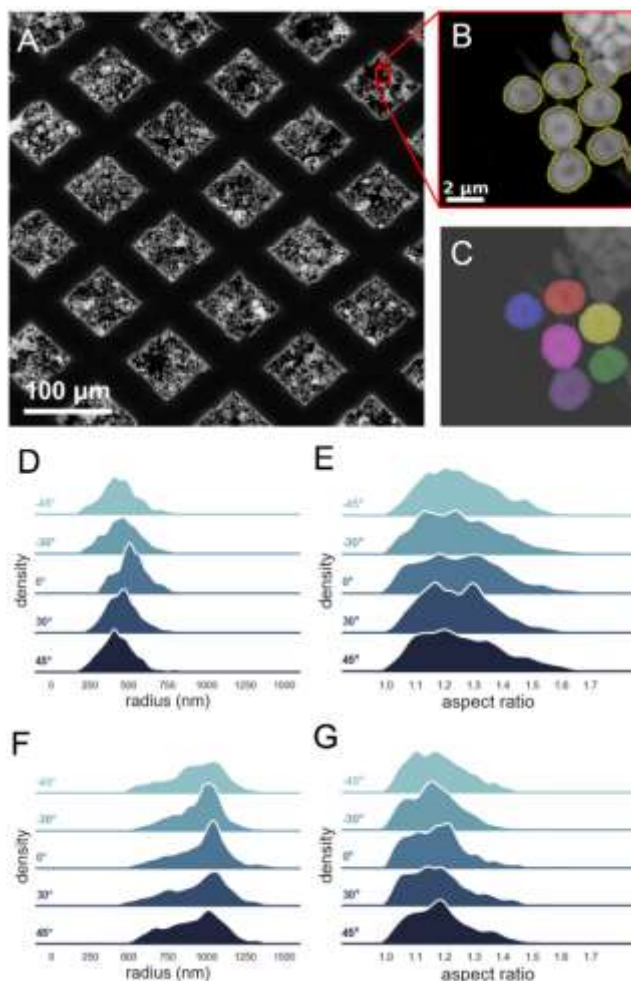 A
B
2 μm
C
100 μm
D
E
-45°
-30°
0°
30°
45°
density
0 250 500 750 1000 1250 1500
radius (nm)
-45°
-30°
0°
30°
45°
density
1.0 1.1 1.2 1.3 1.4 1.5 1.6 1.7
aspect ratio
F
G
-45°
-30°
0°
30°
45°
density
0 250 500 750 1000 1250 1500
radius (nm)
-45°
-30°
0°
30°
45°
density
1.0 1.1 1.2 1.3 1.4 1.5 1.6 1.7
aspect ratio